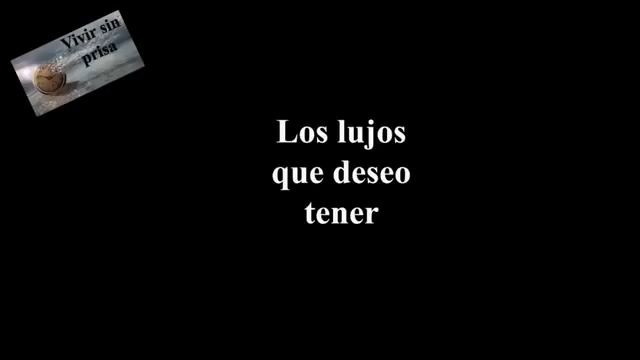 Vivir sin
prisa
Los lujos
que deseo
tener